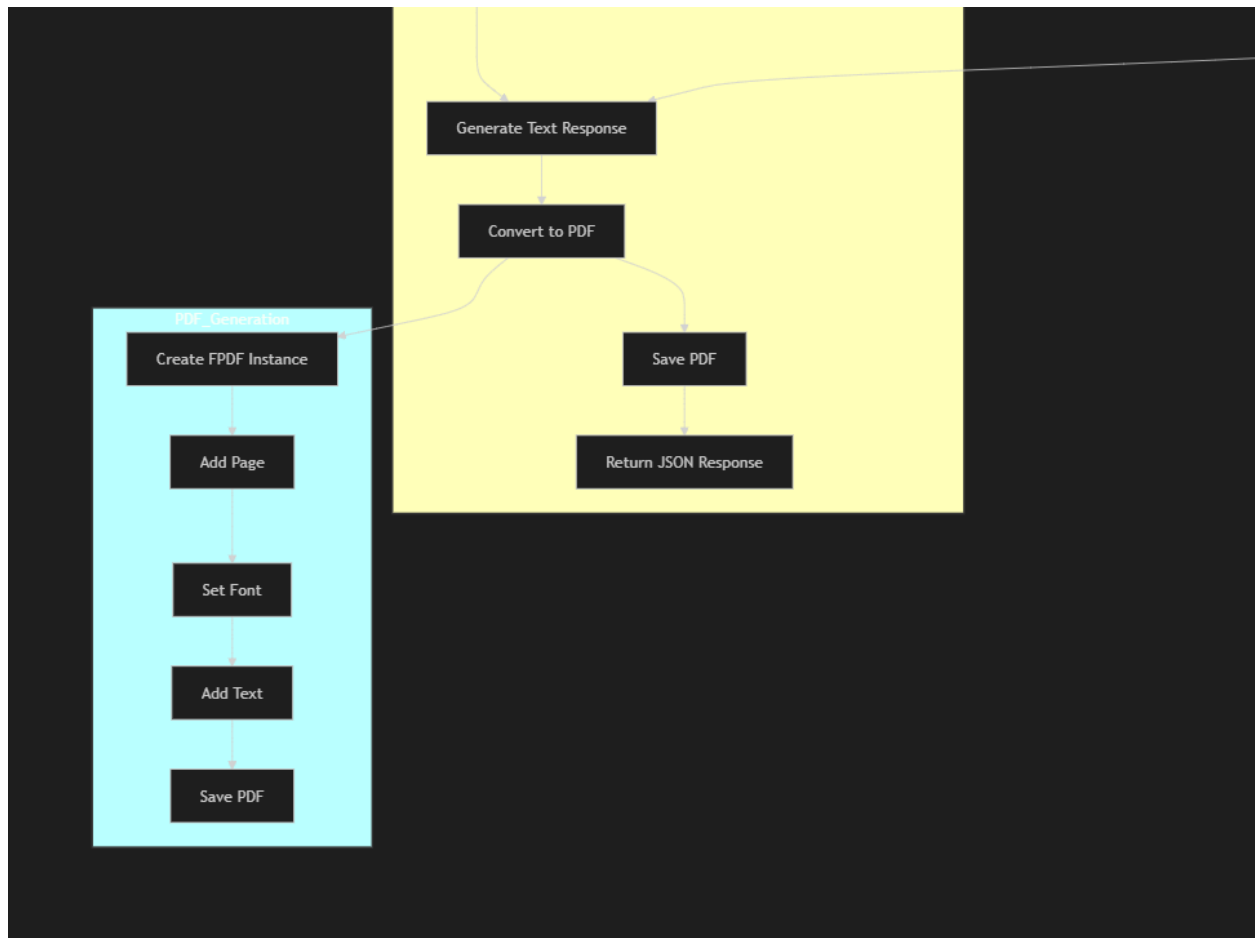 Generate Text Response
Convert to PDF
PDF_Generation
Create FPDF Instance
Save PDF
Add Page
Return JSON Response
Set Font
Add Text
Save PDF